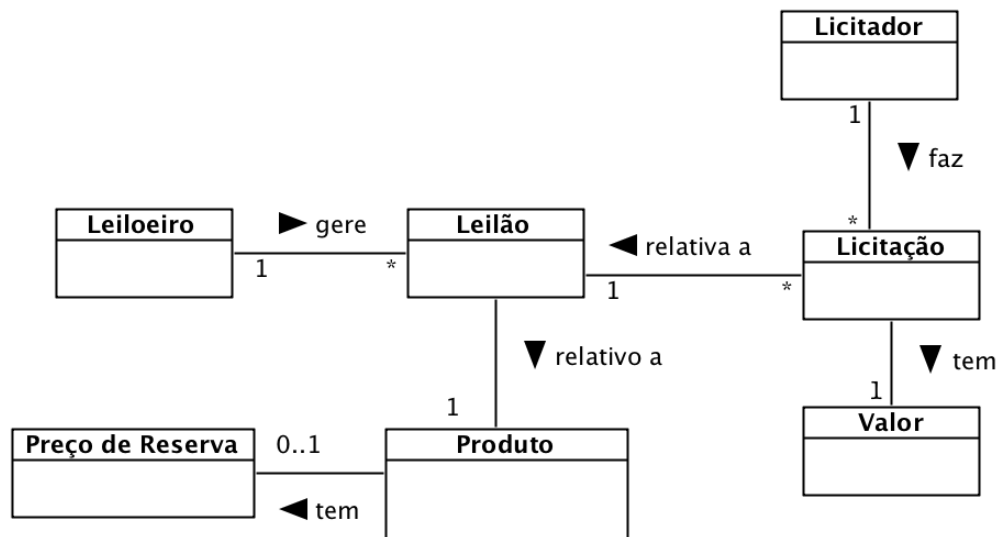 Licitador
1
faz
Leiloeiro
gere
1
*
Leilão
relativa a
1
*
*
Licitação
relativo a
1
tem
1
Valor
Preço de Reserva
0..1
tem
Produto